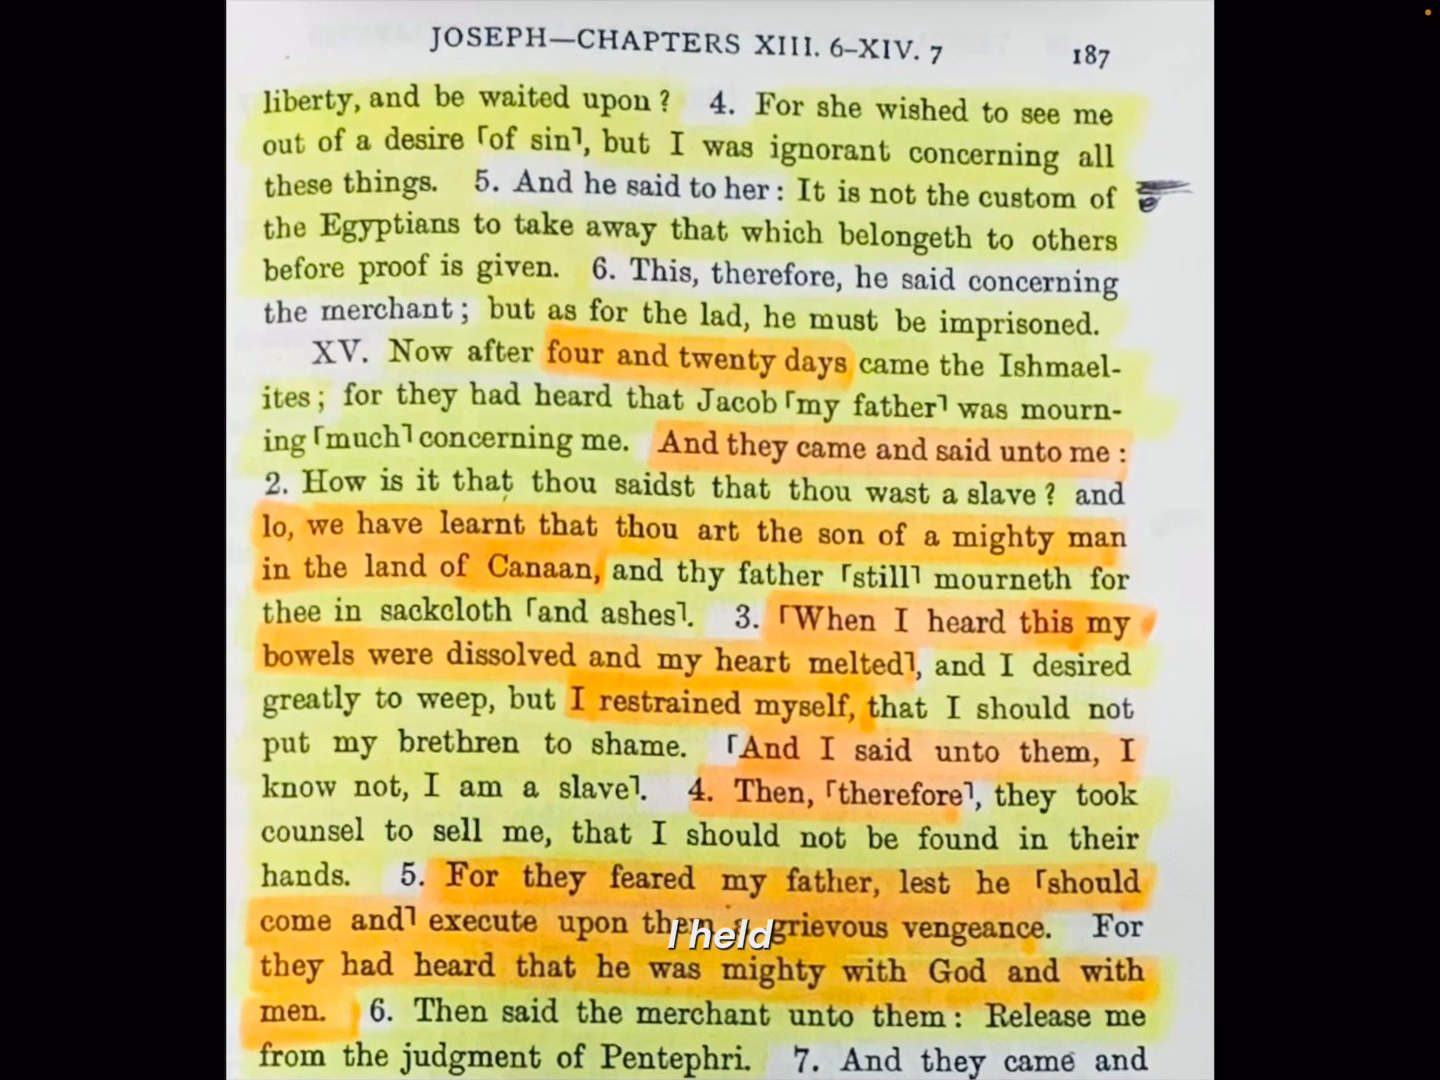 JOSEPH—CHAPTERS XIII. 6–XIV. 7 187
liberty, and be waited upon ? 4. For she wished to see me
out of a desire ⌜of sin⌝, but I was ignorant concerning all
these things. 5. And he said to her : It is not the custom of
the Egyptians to take away that which belongeth to others
before proof is given. 6. This, therefore, he said concerning
the merchant ; but as for the lad, he must be imprisoned.
XV. Now after four and twenty days came the Ishmael-
ites ; for they had heard that Jacob ⌜my father⌝ was mourn-
ing ⌜much⌝ concerning me. And they came and said unto me :
2. How is it that thou saidst that thou wast a slave ? and
lo, we have learnt that thou art the son of a mighty man
in the land of Canaan, and thy father ⌜still⌝ mourneth for
thee in sackcloth ⌜and ashes⌝. 3. ⌜When I heard this my
bowels were dissolved and my heart melted⌝, and I desired
greatly to weep, but I restrained myself, that I should not
put my brethren to shame. ⌜And I said unto them, I
know not, I am a slave⌝. 4. Then, ⌜therefore⌝, they took
counsel to sell me, that I should not be found in their
hands. 5. For they feared my father, lest he ⌜should
come and⌝ execute upon them a grievous vengeance. For
I held
they had heard that he was mighty with God and with
men. 6. Then said the merchant unto them : Release me
from the judgment of Pentephri. 7. And they came and